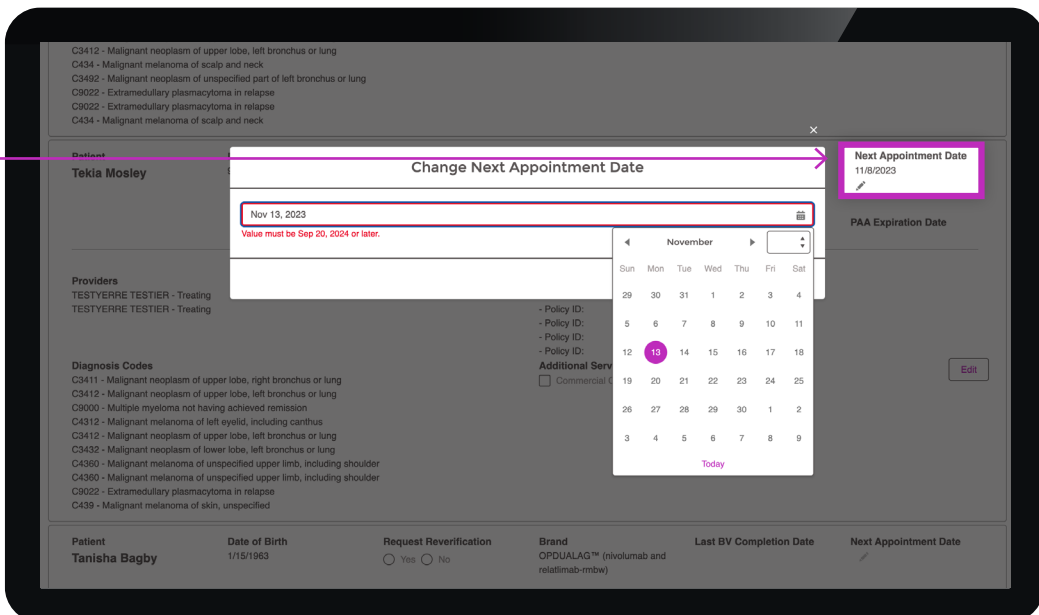 C3412 - Malignant neoplasm of upper lobe, left bronchus or lung
C434 - Malignant melanoma of scalp and neck
C3492 - Malignant neoplasm of unspecified part of left bronchus or lung
C9022 - Extramedullary plasmacytoma in relapse
C9022 - Extramedullary plasmacytoma in relapse
C434 - Malignant melanoma of scalp and neck
×
Patient
Tekia Mosley
Change Next Appointment Date
Next Appointment Date
11/8/2023
Nov 13, 2023
Value must be Sep 20, 2024 or later.
PAA Expiration Date
November
Sun Mon Tue Wed Thu Fri Sat
29 30 31 1 2 3 4
5 6 7 8 9 10 11
12 13 14 15 16 17 18
19 20 21 22 23 24 25
26 27 28 29 30 1 2
3 4 5 6 7 8 9
Today
Providers
TESTYERRE TESTIER - Treating
TESTYERRE TESTIER - Treating
- Policy ID:
- Policy ID:
- Policy ID:
- Policy ID:
Diagnosis Codes
C3411 - Malignant neoplasm of upper lobe, right bronchus or lung
C3412 - Malignant neoplasm of upper lobe, left bronchus or lung
C9000 - Multiple myeloma not having achieved remission
C4312 - Malignant melanoma of left eyelid, including canthus
C3412 - Malignant neoplasm of upper lobe, left bronchus or lung
C3432 - Malignant neoplasm of lower lobe, left bronchus or lung
C4360 - Malignant melanoma of unspecified upper limb, including shoulder
C4360 - Malignant melanoma of unspecified upper limb, including shoulder
C9022 - Extramedullary plasmacytoma in relapse
C439 - Malignant melanoma of skin, unspecified
Additional Serv
Commercial
Edit
Patient
Tanisha Bagby
Date of Birth
1/15/1963
Request Reverification
Yes No
Brand
OPDUALAG™ (nivolumab and
relatlimab-rmbw)
Last BV Completion Date
Next Appointment Date